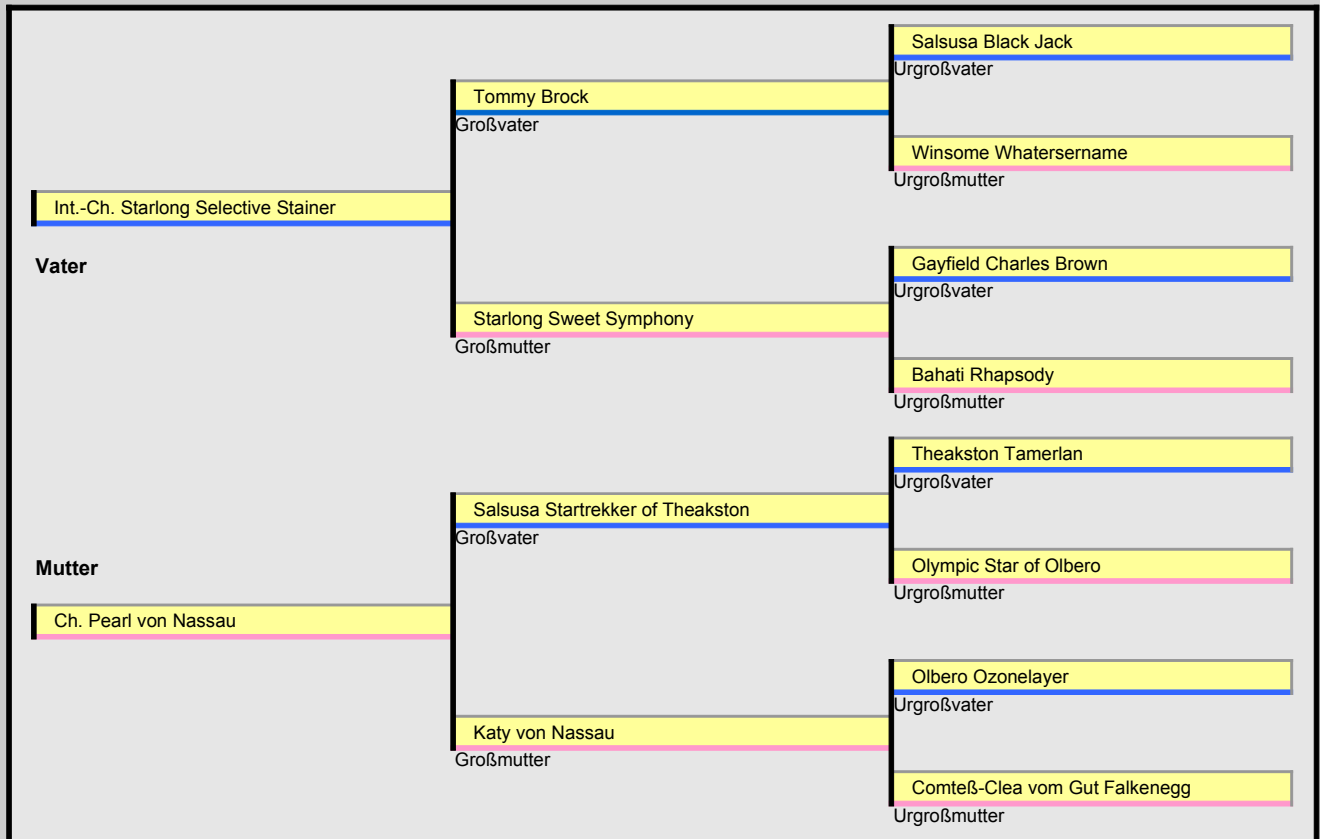 Salsusa Black Jack
Urgroßvater
Tommy Brock
Großvater
Winsome Whatersername
Urgroßmutter
Int.-Ch. Starlong Selective Stainer
Vater
Gayfield Charles Brown
Urgroßvater
Starlong Sweet Symphony
Großmutter
Bahati Rhapsody
Urgroßmutter
Theakston Tamerlan
Urgroßvater
Salsusa Startrekker of Theakston
Großvater
Mutter
Olympic Star of Olbero
Urgroßmutter
Ch. Pearl von Nassau
Olbero Ozonelayer
Urgroßvater
Katy von Nassau
Großmutter
Comteß-Clea vom Gut Falkenegg
Urgroßmutter